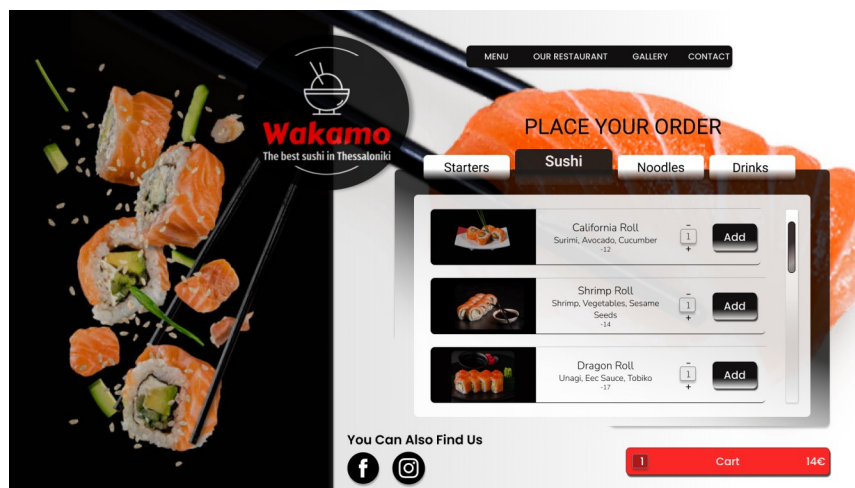 MENU OUR RESTAURANT GALLERY CONTACT
Wakamo
The best sushi in Thessaloniki
PLACE YOUR ORDER
Starters Sushi Noodles Drinks
California Roll
Surimi, Avocado, Cucumber
-12
-
1
+
Add
Shrimp Roll
Shrimp, Vegetables, Sesame
Seeds
-14
-
1
+
Add
Dragon Roll
Unagi, Eec Sauce, Tobiko
-17
-
1
+
Add
You Can Also Find Us
f
1 Cart 14€